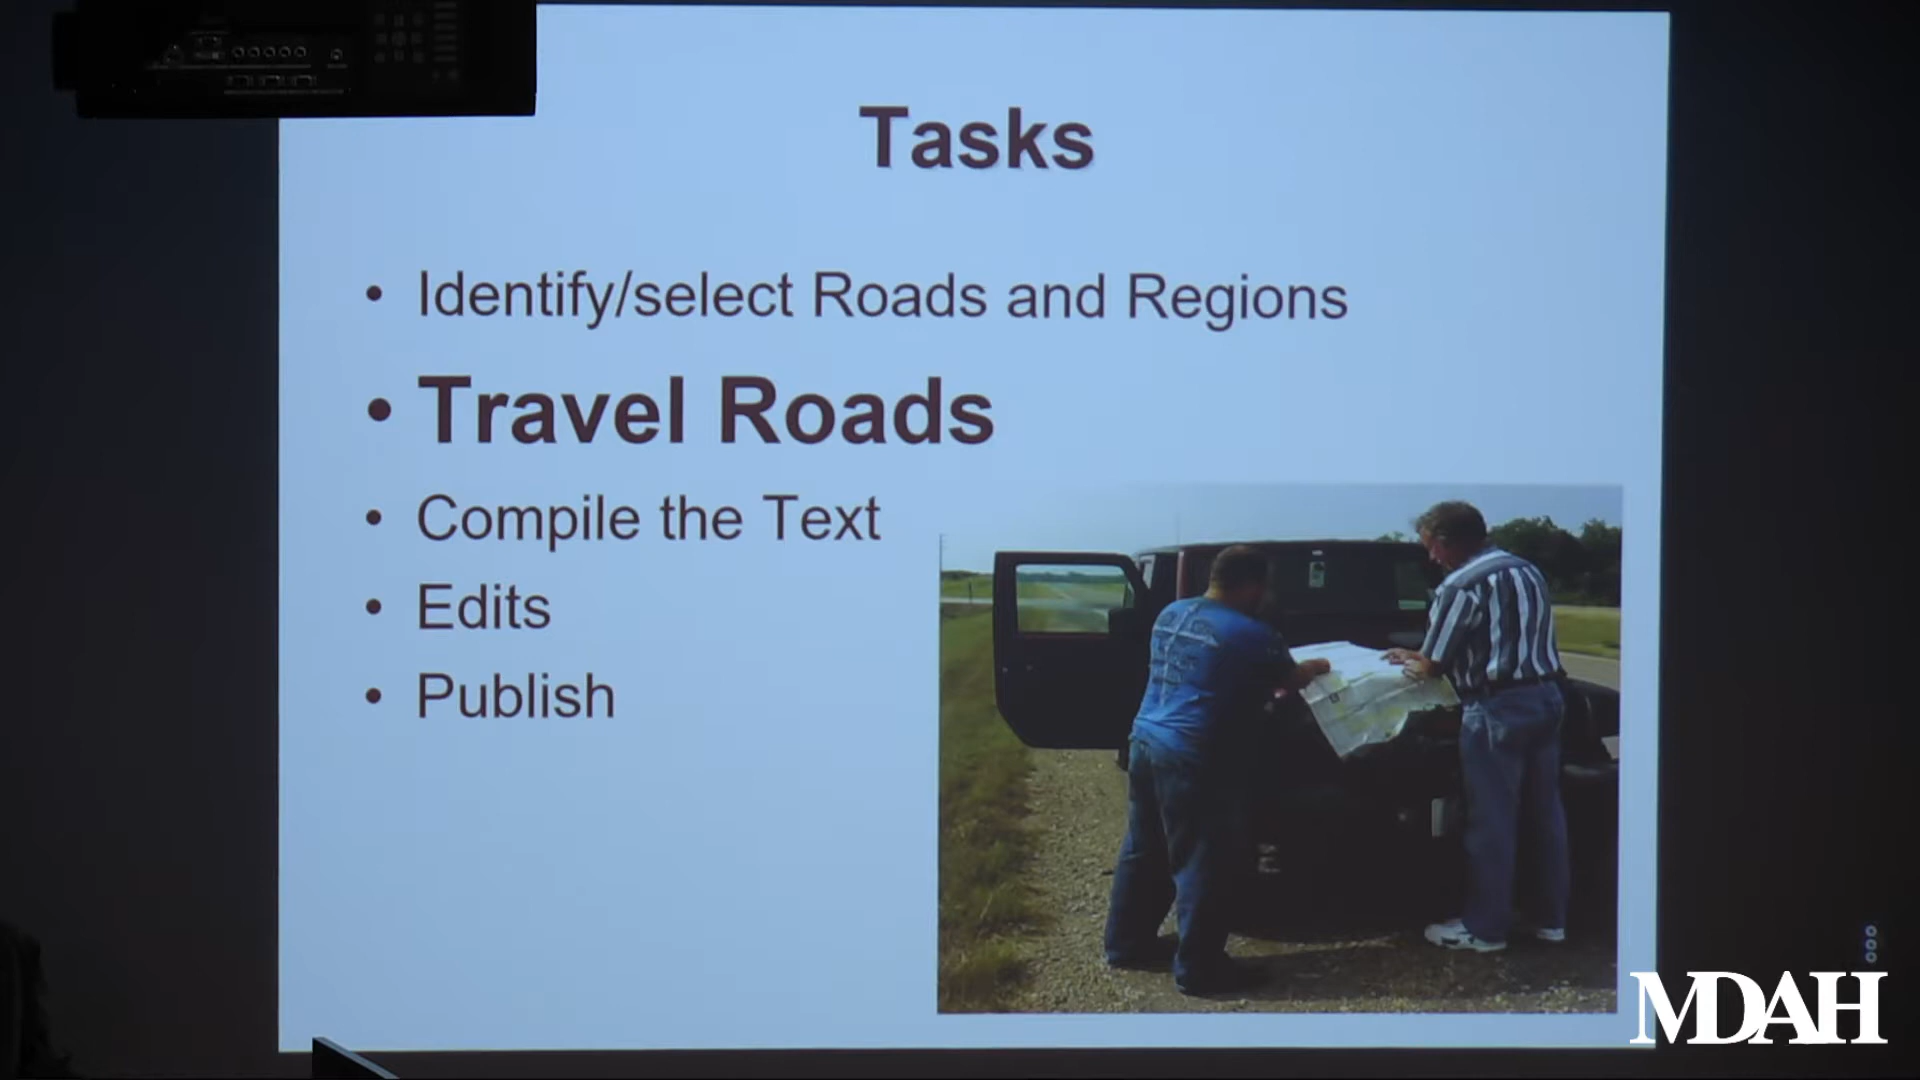 Tasks
• Identify/select Roads and Regions
• Travel Roads
• Compile the Text
• Edits
• Publish
MDAH